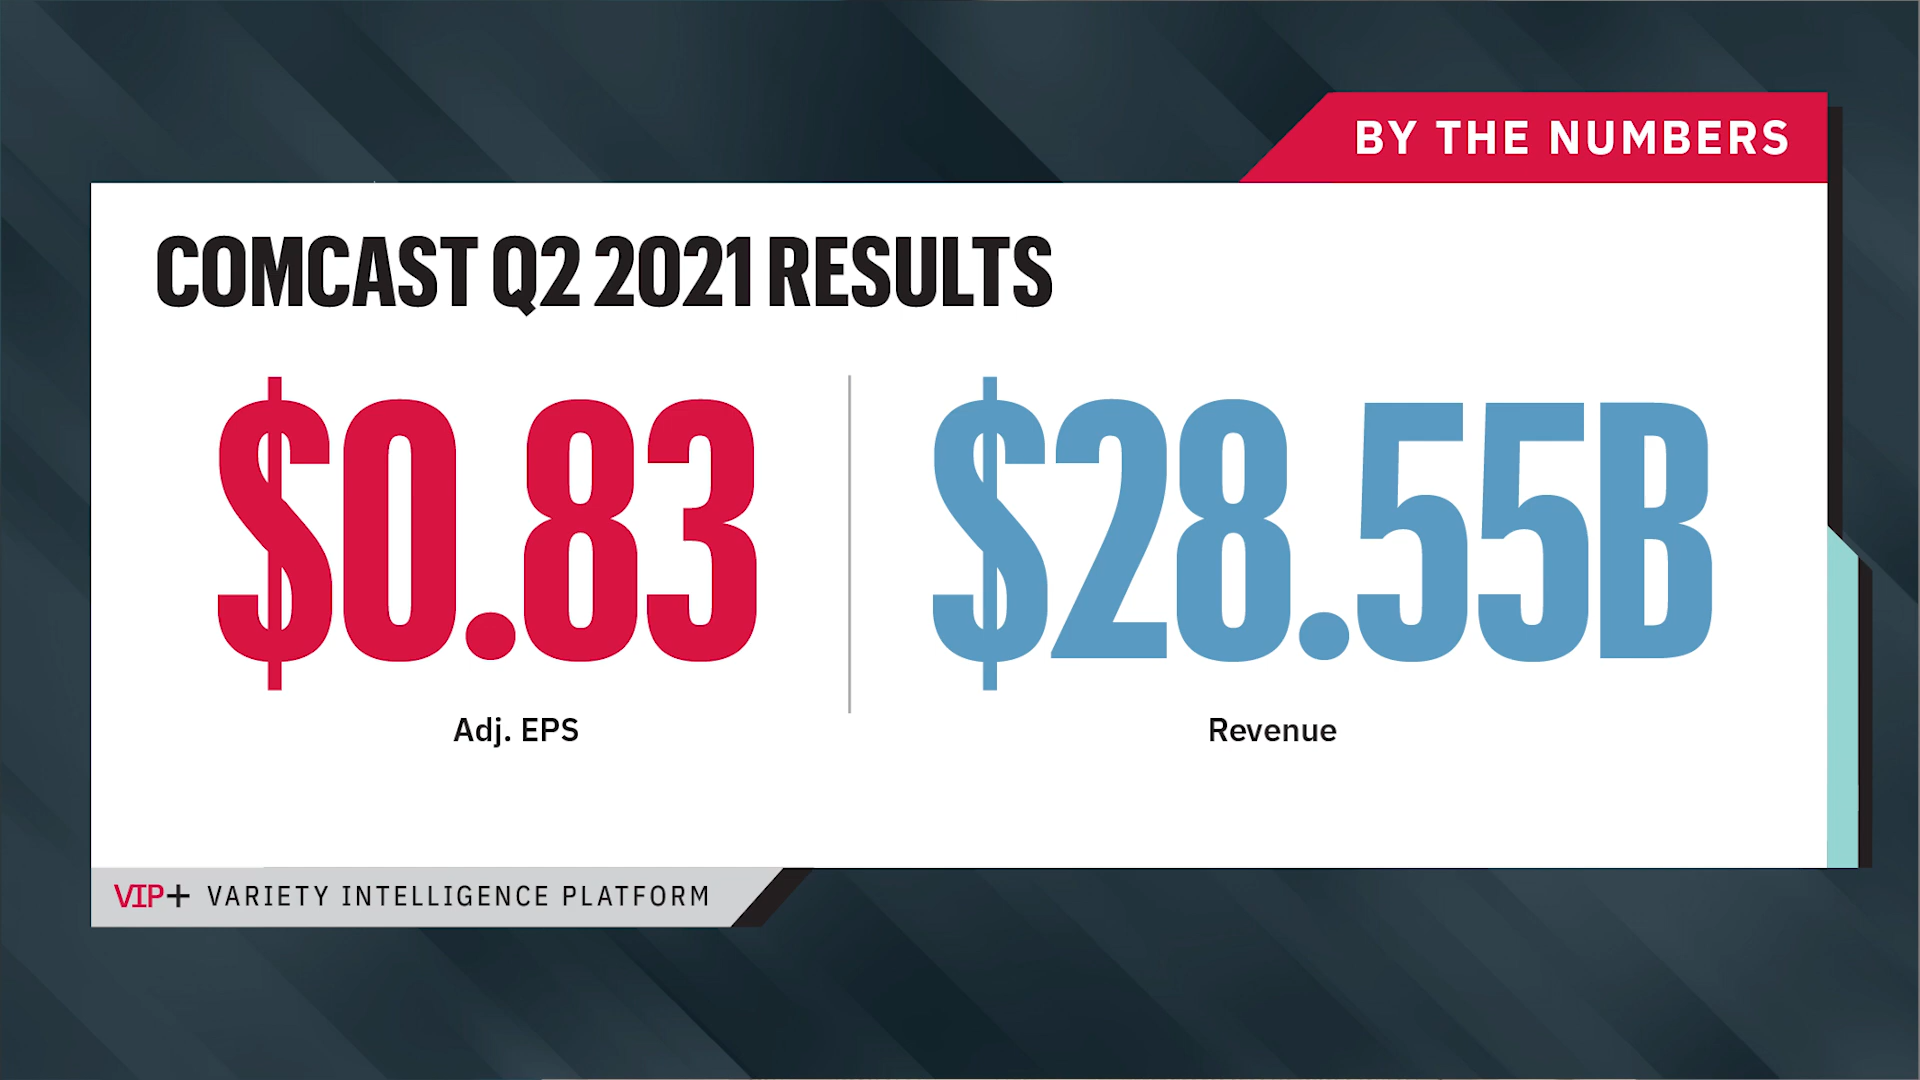 BY THE NUMBERS
COMCAST Q2 2021 RESULTS
$0.83
Adj. EPS
$28.55B
Revenue
VIP+ VARIETY INTELLIGENCE PLATFORM